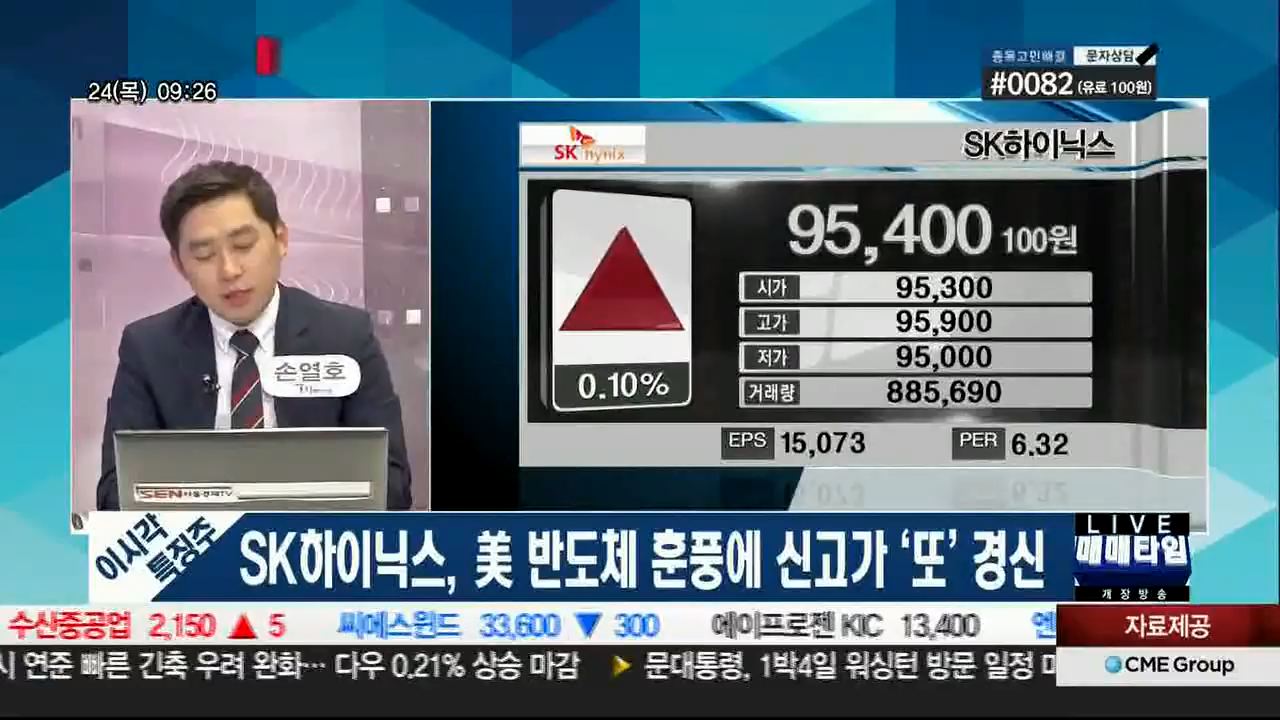 24(목) 09:26
종목고민해결 문자상담
#0082 (유료 100원)
SK hynix
SK하이닉스
95,400 100원
시가 95,300
고가 95,900
저가 95,000
거래량 885,690
0.10%
EPS 15,073 PER 6.32
손열호
SEN 서울경제TV
이시각
특징주
SK하이닉스, 美 반도체 훈풍에 신고가 ‘또’ 경신
LIVE
매매타임
개장방송
수산중공업 2,150 ▲ 5 씨에스윈드 33,600 ▼ 300 에이프로젠 KIC 13,400
자료제공
시 연준 빠른 긴축 우려 완화… 다우 0.21% 상승 마감 ▶ 문대통령, 1박4일 워싱턴 방문 일정 마
CME Group